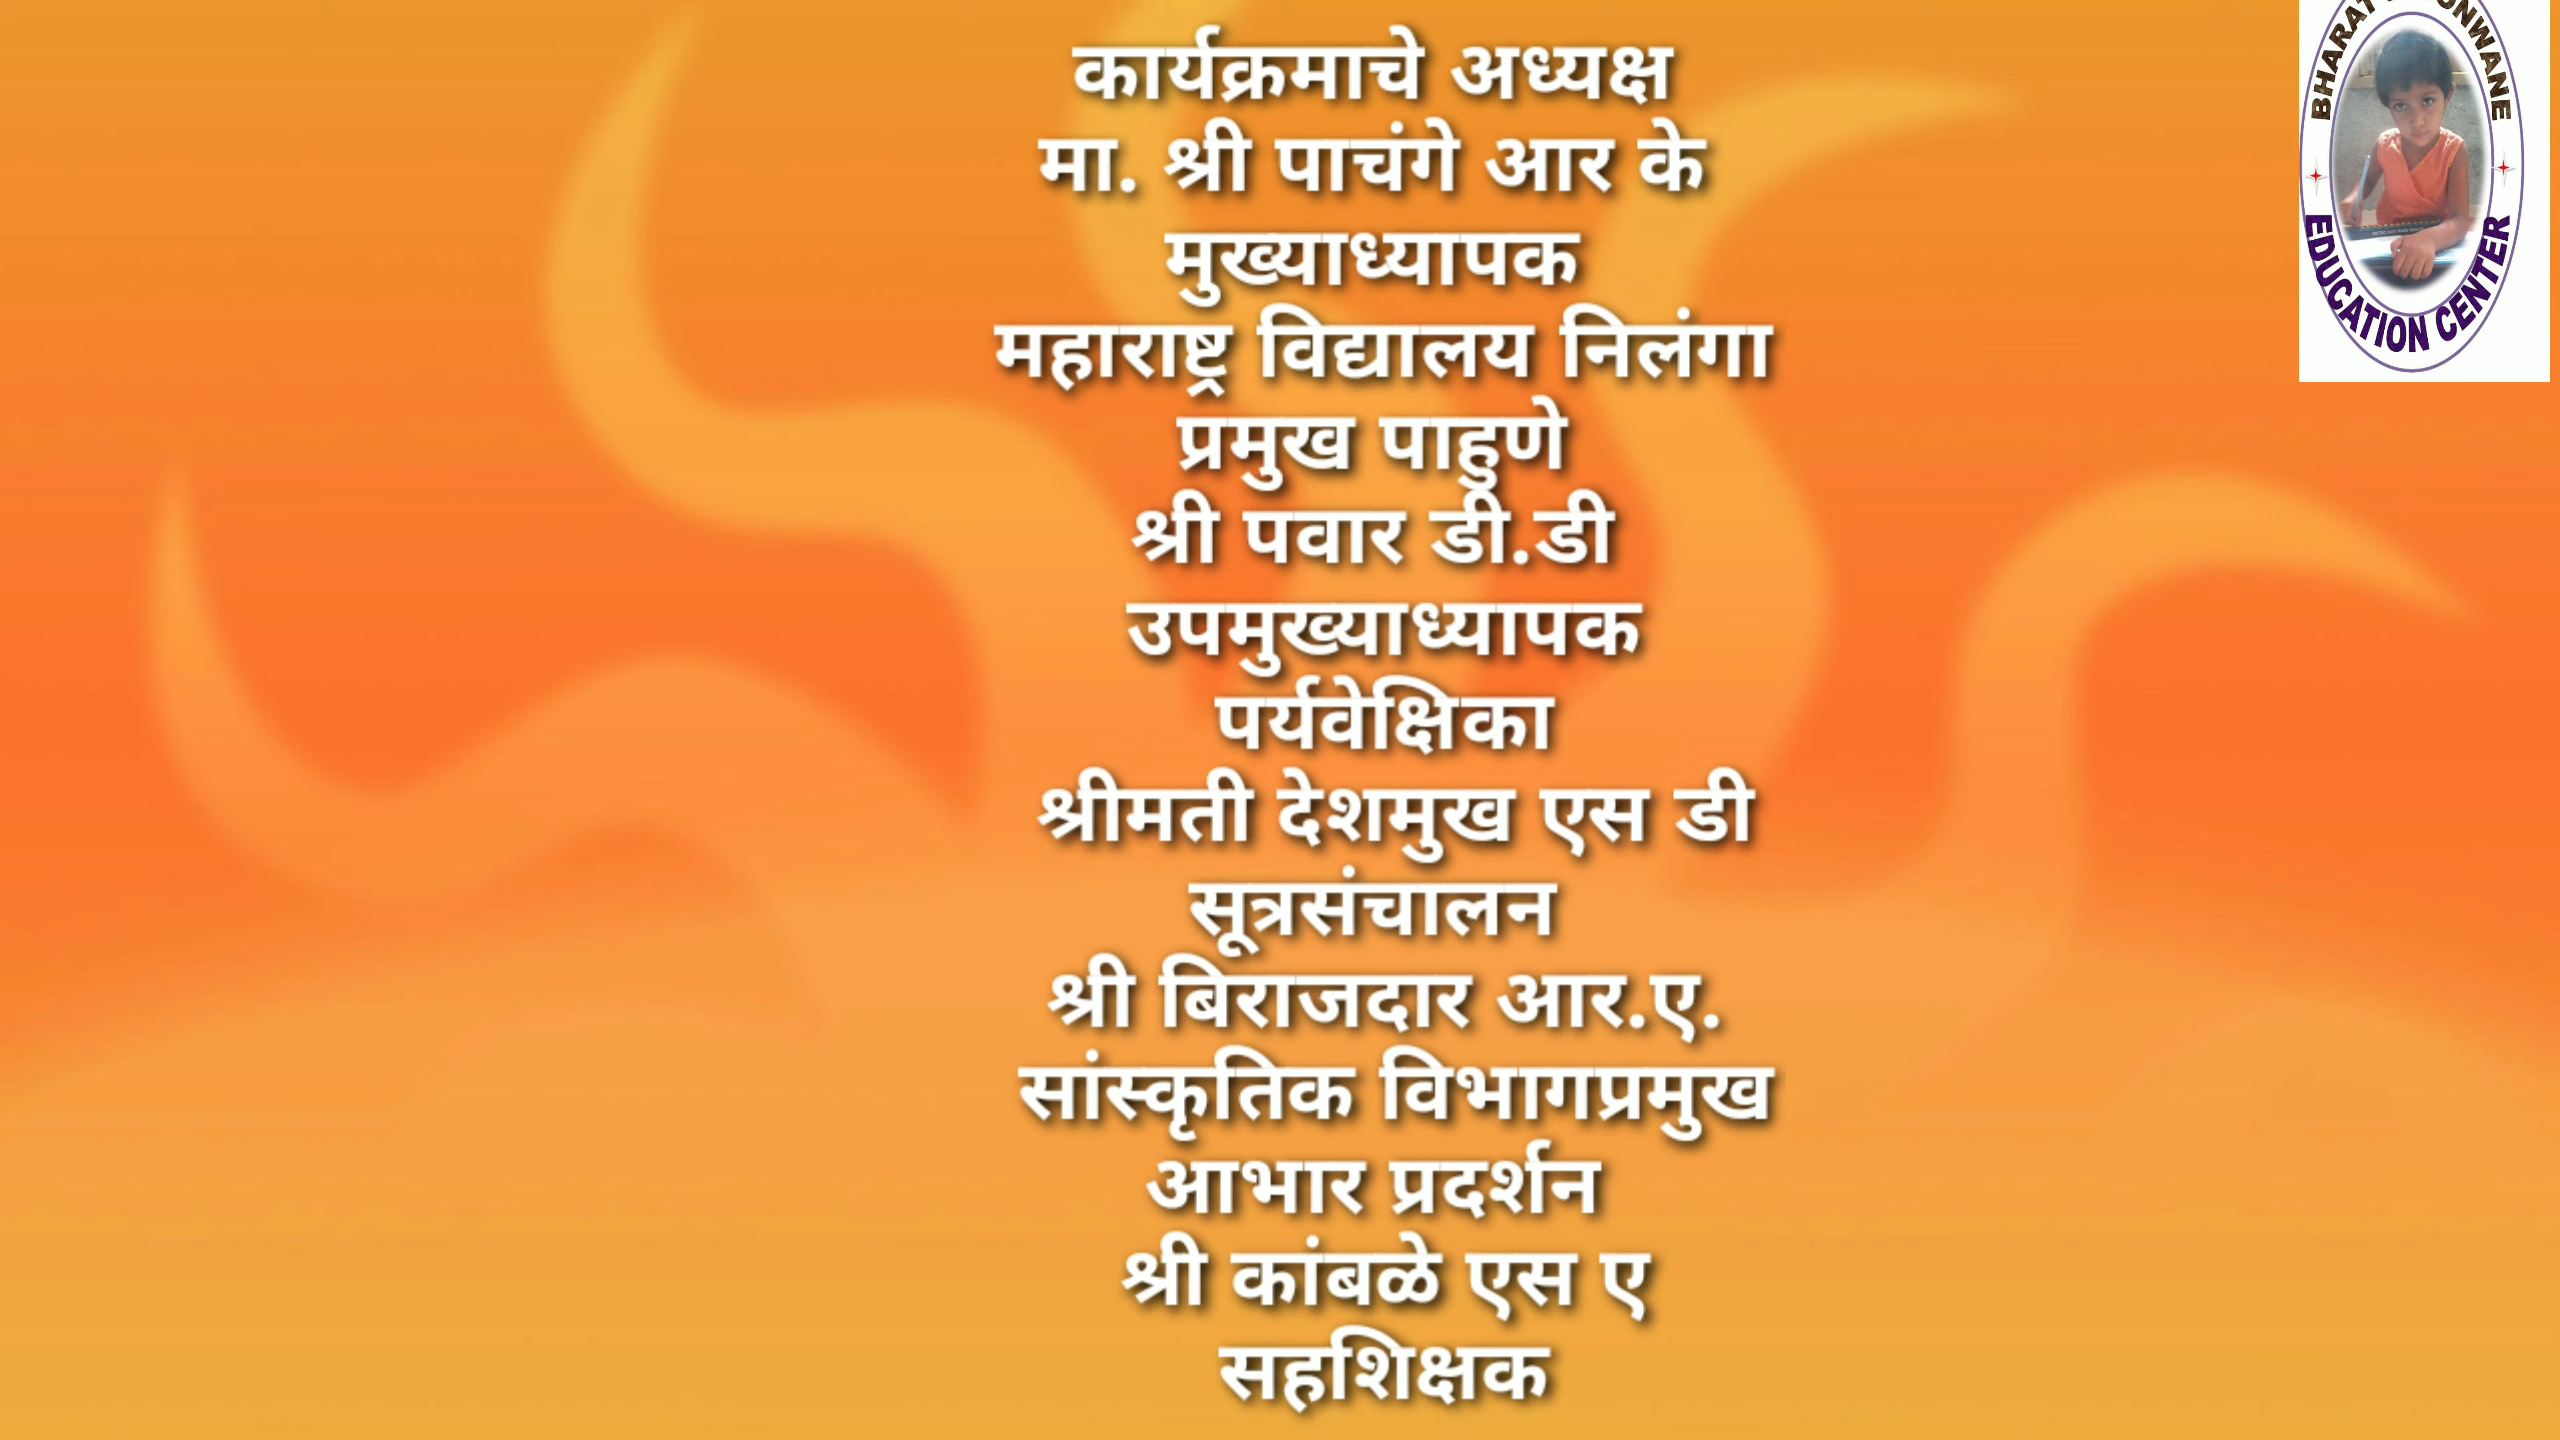 कार्यक्रमाचे अध्यक्ष
मा. श्री पाचंगे आर के
मुख्याध्यापक
महाराष्ट्र विद्यालय निलंगा
प्रमुख पाहुणे
श्री पवार डी.डी
उपमुख्याध्यापक
पर्यवेक्षिका
श्रीमती देशमुख एस डी
सूत्रसंचालन
श्री बिराजदार आर.ए.
सांस्कृतिक विभागप्रमुख
आभार प्रदर्शन
श्री कांबळे एस ए
सहशिक्षक
BHARAT
EDUCATION CENTER